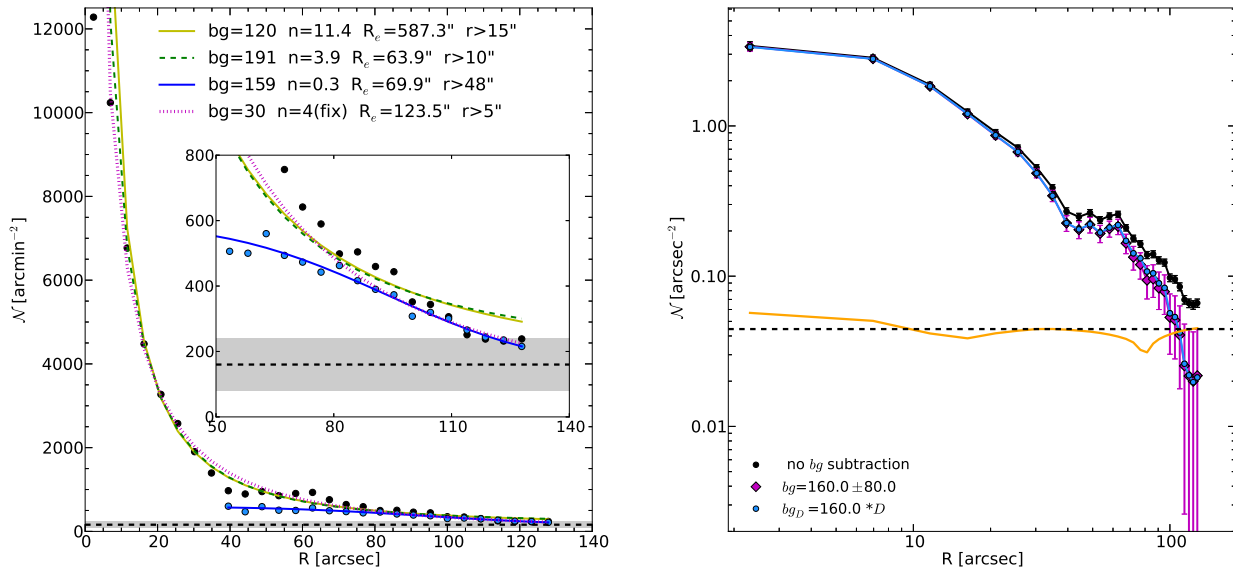 bg=120 n=11.4 R_e=587.3" r>15"
bg=191 n=3.9 R_e=63.9" r>10"
bg=159 n=0.3 R_e=69.9" r>48"
bg=30 n=4(fix) R_e=123.5" r>5"
12000
10000
8000
6000
4000
2000
0
𝒩 [arcmin⁻²]
800
600
400
200
0
50 80 110 140
0 20 40 60 80 100 120 140
R [arcsec]
𝒩 [arcsec⁻²]
1.00
0.10
0.01
no bg subtraction
bg=160.0±80.0
bg_D=160.0 *D
10 100
R [arcsec]